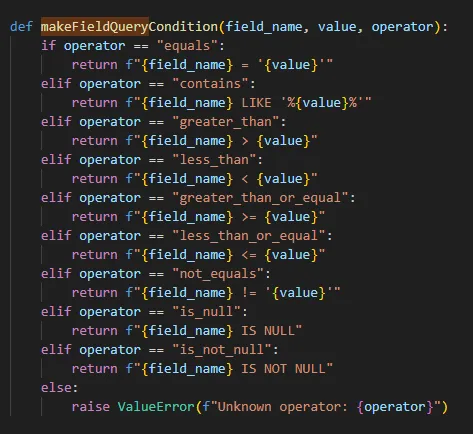 def makeFieldQueryCondition(field_name, value, operator):
    if operator == "equals":
        return f"{field_name} = '{value}'"
    elif operator == "contains":
        return f"{field_name} LIKE '%{value}%'"
    elif operator == "greater_than":
        return f"{field_name} > {value}"
    elif operator == "less_than":
        return f"{field_name} < {value}"
    elif operator == "greater_than_or_equal":
        return f"{field_name} >= {value}"
    elif operator == "less_than_or_equal":
        return f"{field_name} <= {value}"
    elif operator == "not_equals":
        return f"{field_name} != '{value}'"
    elif operator == "is_null":
        return f"{field_name} IS NULL"
    elif operator == "is_not_null":
        return f"{field_name} IS NOT NULL"
    else:
        raise ValueError(f"Unknown operator: {operator}")